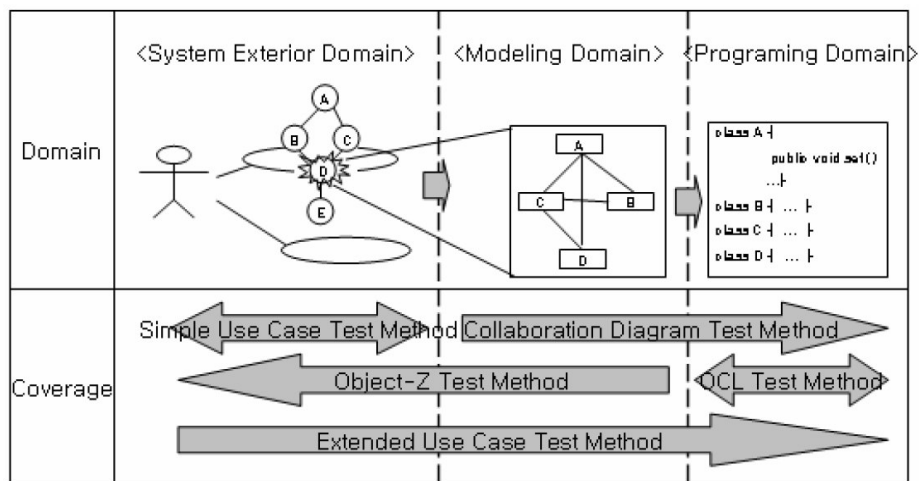 <System Exterior Domain>
<Modeling Domain>
<Programing Domain>
Domain
A
B
C
D
E
A
C
B
D
class A {
public void set()
...}
class B { ... }
class C { ... }
class D { ... }
Coverage
Simple Use Case Test Method
Collaboration Diagram Test Method
Object-Z Test Method
OCL Test Method
Extended Use Case Test Method